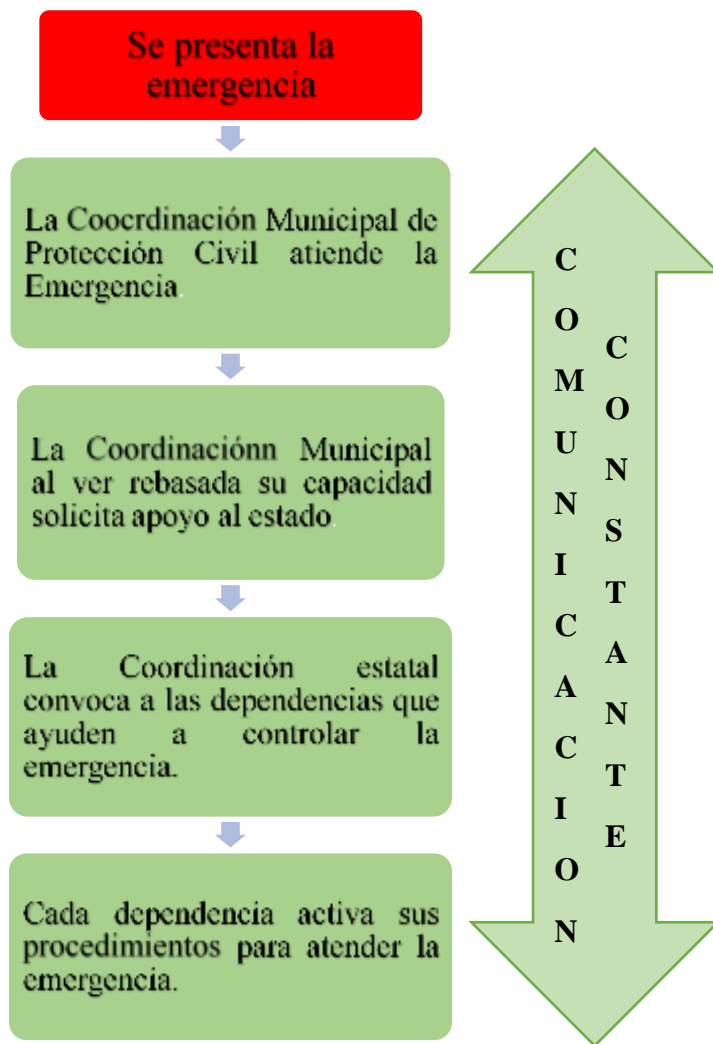 Se presenta la
emergencia
La Coocrdinación Municipal de
Protección Civil atiende la
Emergencia.
La Coordinaciónn Municipal
al ver rebasada su capacidad
solicita apoyo al estado.
La Coordinación estatal
convoca a las dependencias que
ayuden a controlar la
emergencia.
Cada dependencia activa sus
procedimientos para atender la
emergencia.
COMUNICACION
CONSTANTE